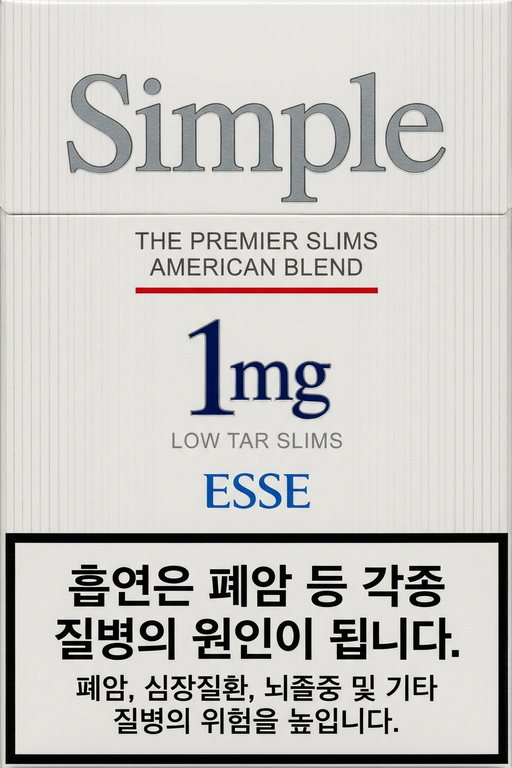 Simple
THE PREMIER SLIMS
AMERICAN BLEND
1mg
LOW TAR SLIMS
ESSE
흡연은 폐암 등 각종
질병의 원인이 됩니다.
폐암, 심장질환, 뇌졸중 및 기타
질병의 위험을 높입니다.